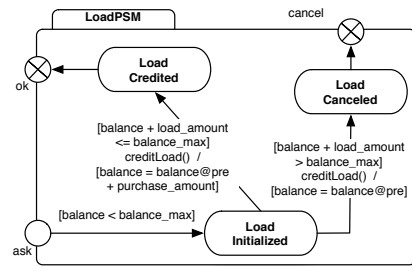 LoadPSM
cancel
Load
Credited
ok
Load
Canceled
[balance + load_amount
<= balance_max]
creditLoad() /
[balance = balance@pre
+ purchase_amount]
[balance + load_amount
> balance_max]
creditLoad() /
[balance = balance@pre]
[balance < balance_max]
ask
Load
Initialized